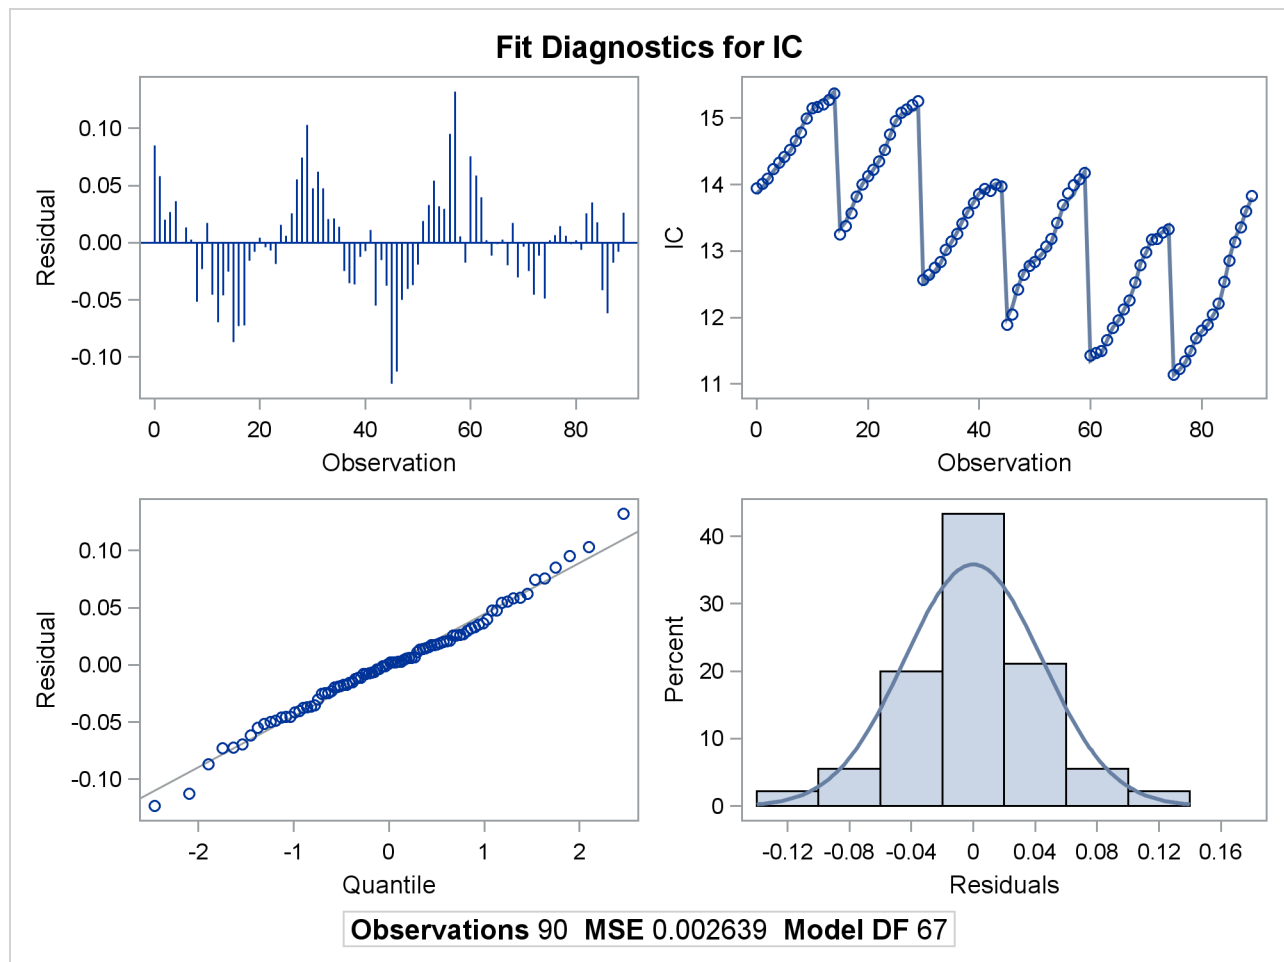 Fit Diagnostics for IC
Residual
0.10
0.05
0.00
-0.05
-0.10
0 20 40 60 80
Observation
IC
15
14
13
12
11
0 20 40 60 80
Observation
Residual
0.10
0.05
0.00
-0.05
-0.10
-2 -1 0 1 2
Quantile
Percent
40
30
20
10
0
-0.12 -0.08 -0.04 0 0.04 0.08 0.12 0.16
Residuals
Observations 90 MSE 0.002639 Model DF 67